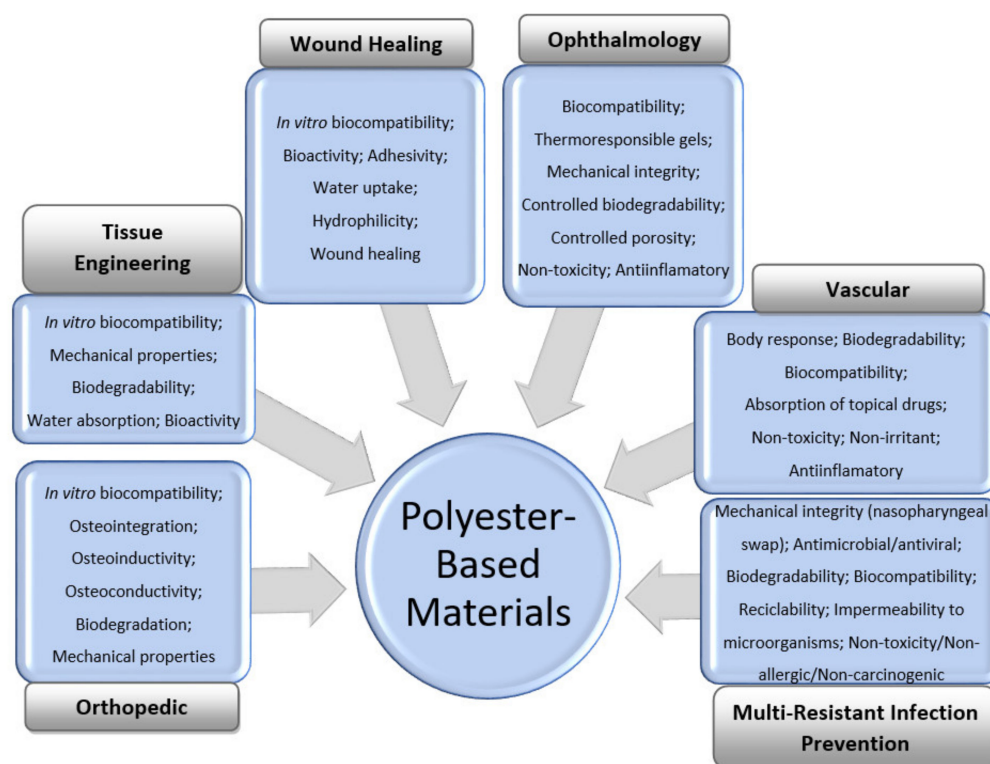 Wound Healing
In vitro biocompatibility;
Bioactivity; Adhesivity;
Water uptake;
Hydrophilicity;
Wound healing
Ophthalmology
Biocompatibility;
Thermoresponsible gels;
Mechanical integrity;
Controlled biodegradability;
Controlled porosity;
Non-toxicity; Antiinflamatory
Tissue
Engineering
In vitro biocompatibility;
Mechanical properties;
Biodegradability;
Water absorption; Bioactivity
Vascular
Body response; Biodegradability;
Biocompatibility;
Absorption of topical drugs;
Non-toxicity; Non-irritant;
Antiinflamatory
In vitro biocompatibility;
Osteointegration;
Osteoinductivity;
Osteoconductivity;
Biodegradation;
Mechanical properties
Orthopedic
Polyester-
Based
Materials
Mechanical integrity (nasopharyngeal
swap); Antimicrobial/antiviral;
Biodegradability; Biocompatibility;
Reciclability; Impermeability to
microorganisms; Non-toxicity/Non-
allergic/Non-carcinogenic
Multi-Resistant Infection
Prevention